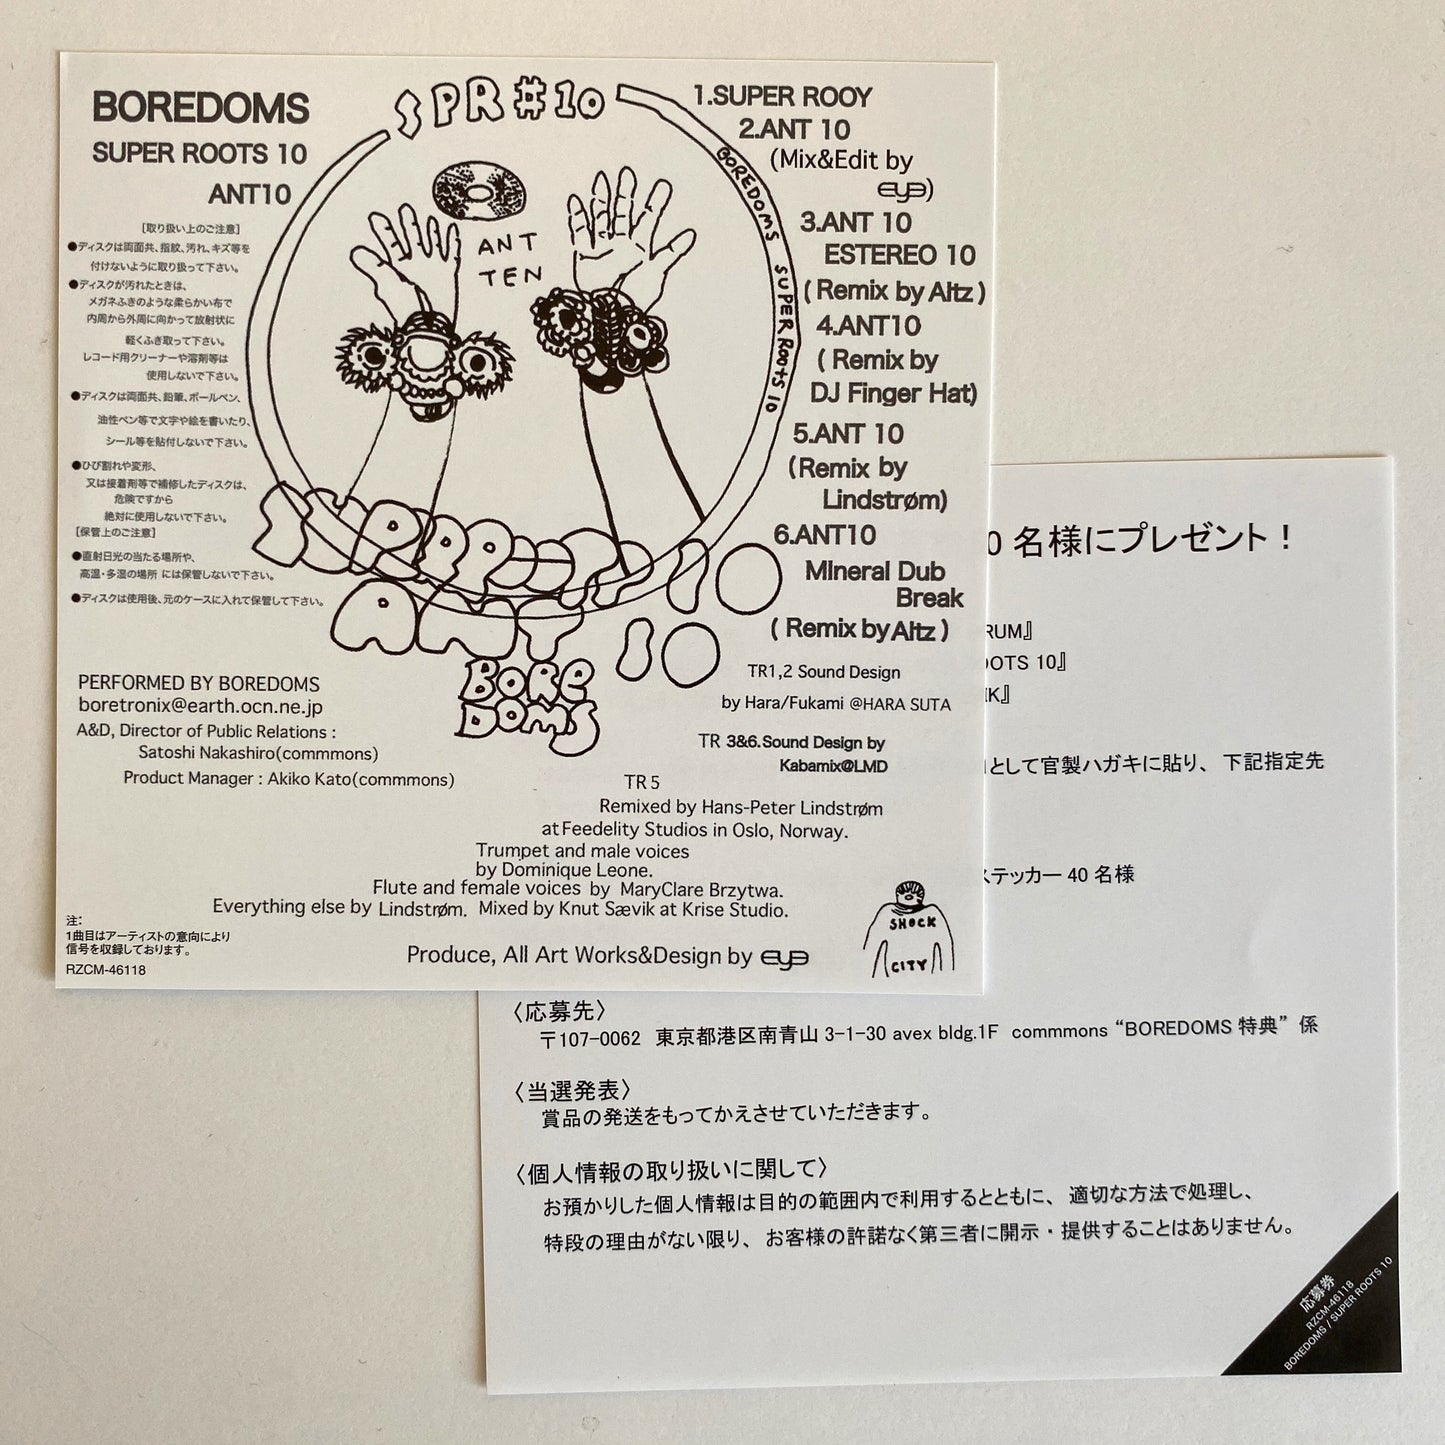 BOREDOMS
SUPER ROOTS 10
ANT10
[取り扱い上のご注意]
●ディスクは両面共、指紋、汚れ、キズ等を
付けないように取り扱って下さい。
●ディスクが汚れたときは、
メガネふきのような柔らかい布で
内周から外周に向かって放射状に
軽くふき取って下さい。
レコード用クリーナーや溶剤等は
使用しないで下さい。
●ディスクは両面共、鉛筆、ボールペン、
油性ペン等で文字や絵を書いたり、
シール等を貼付しないで下さい。
●ひび割れや変形、
又は接着剤等で補修したディスクは、
危険ですから
絶対に使用しないで下さい。
[保管上のご注意]
●直射日光の当たる場所や、
高温・多湿の場所 には保管しないで下さい。
●ディスクは使用後、元のケースに入れて保管して下さい。
SPR#10
ANT
TEN
BOREDOMS SUPER ROOTS 10
10
ANT 10
BORE
DOMS
1.SUPER ROOY
2.ANT 10
(Mix&Edit by
EYE)
3.ANT 10
ESTEREO 10
(Remix by Altz)
4.ANT10
( Remix by
DJ Finger Hat)
5.ANT 10
(Remix by
Lindstrøm)
6.ANT10
MIneral Dub
Break
( Remix by Altz )
TR1,2 Sound Design
by Hara/Fukami @HARA SUTA
TR 3&6.Sound Design by
Kabamix@LMD
PERFORMED BY BOREDOMS
boretronix@earth.ocn.ne.jp
A&D, Director of Public Relations :
Satoshi Nakashiro(commmons)
Product Manager : Akiko Kato(commmons)
TR 5
Remixed by Hans-Peter Lindstrøm
at Feedelity Studios in Oslo, Norway.
Trumpet and male voices
by Dominique Leone.
Flute and female voices by MaryClare Brzytwa.
Everything else by Lindstrøm. Mixed by Knut Sævik at Krise Studio.
Produce, All Art Works&Design by EYE
注:
1曲目はアーティストの意向により
信号を収録しております。
RZCM-46118
SHOCK
CITY
0 名様にプレゼント！
RUM』
OOTS 10』
IK』
として官製ハガキに貼り、下記指定先
ステッカー 40 名様
〈応募先〉
〒107-0062 東京都港区南青山 3-1-30 avex bldg.1F commmons “BOREDOMS 特典” 係
〈当選発表〉
賞品の発送をもってかえさせていただきます。
〈個人情報の取り扱いに関して〉
お預かりした個人情報は目的の範囲内で利用するとともに、適切な方法で処理し、
特段の理由がない限り、お客様の許諾なく第三者に開示・提供することはありません。
応募券
RZCM-46118
BOREDOMS / SUPER ROOTS 10